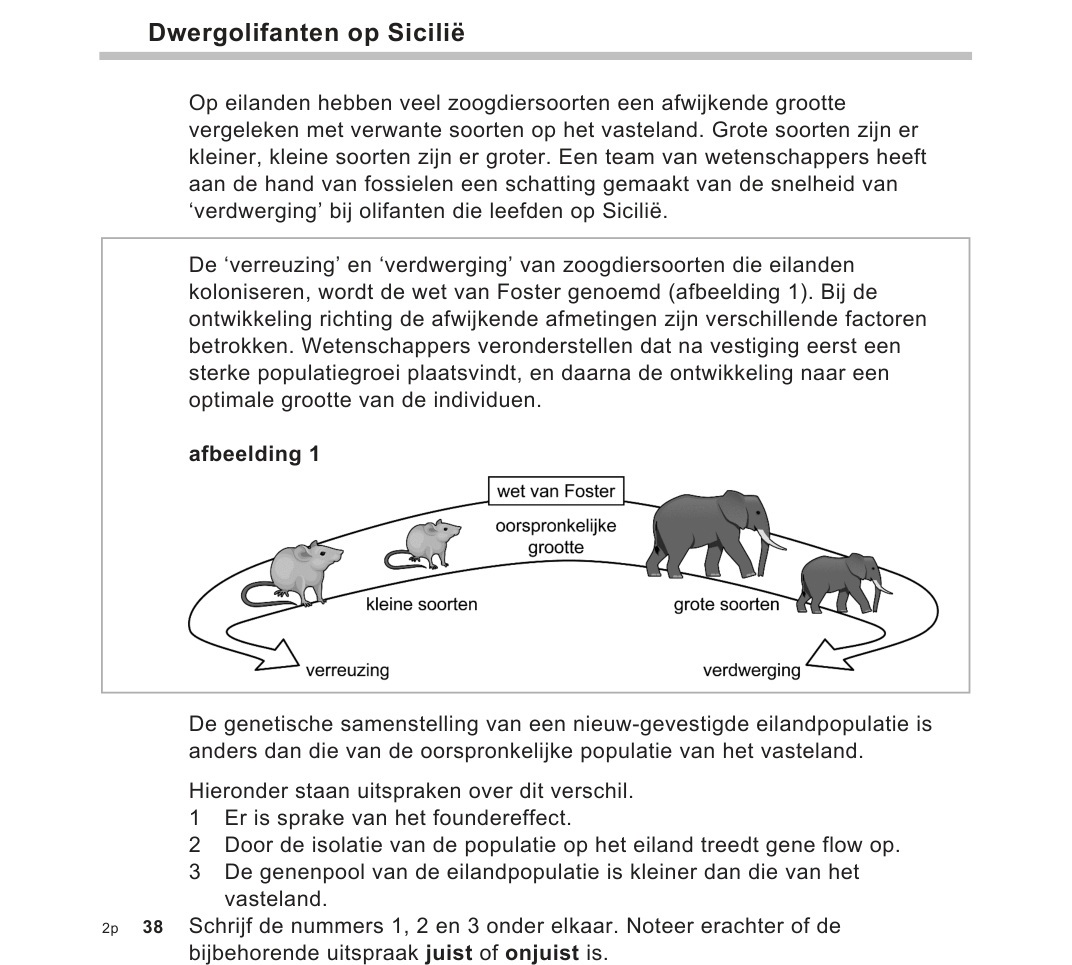 Dwergolifanten op Sicilië
Op eilanden hebben veel zoogdiersoorten een afwijkende grootte
vergeleken met verwante soorten op het vasteland. Grote soorten zijn er
kleiner, kleine soorten zijn er groter. Een team van wetenschappers heeft
aan de hand van fossielen een schatting gemaakt van de snelheid van
‘verdwerging’ bij olifanten die leefden op Sicilië.
De ‘verreuzing’ en ‘verdwerging’ van zoogdiersoorten die eilanden
koloniseren, wordt de wet van Foster genoemd (afbeelding 1). Bij de
ontwikkeling richting de afwijkende afmetingen zijn verschillende factoren
betrokken. Wetenschappers veronderstellen dat na vestiging eerst een
sterke populatiegroei plaatsvindt, en daarna de ontwikkeling naar een
optimale grootte van de individuen.
afbeelding 1
wet van Foster
oorspronkelijke
grootte
kleine soorten
grote soorten
verreuzing
verdwerging
De genetische samenstelling van een nieuw-gevestigde eilandpopulatie is
anders dan die van de oorspronkelijke populatie van het vasteland.
Hieronder staan uitspraken over dit verschil.
1 Er is sprake van het foundereffect.
2 Door de isolatie van de populatie op het eiland treedt gene flow op.
3 De genenpool van de eilandpopulatie is kleiner dan die van het
vasteland.
2p 38 Schrijf de nummers 1, 2 en 3 onder elkaar. Noteer erachter of de
bijbehorende uitspraak juist of onjuist is.